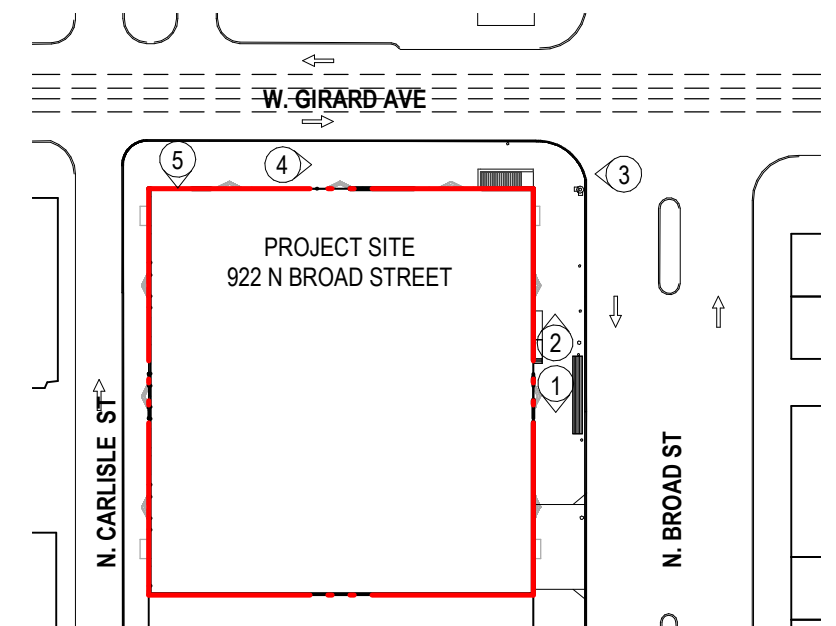 W. GIRARD AVE
5
4
3
PROJECT SITE
922 N BROAD STREET
2
1
N. CARLISLE ST
N. BROAD ST